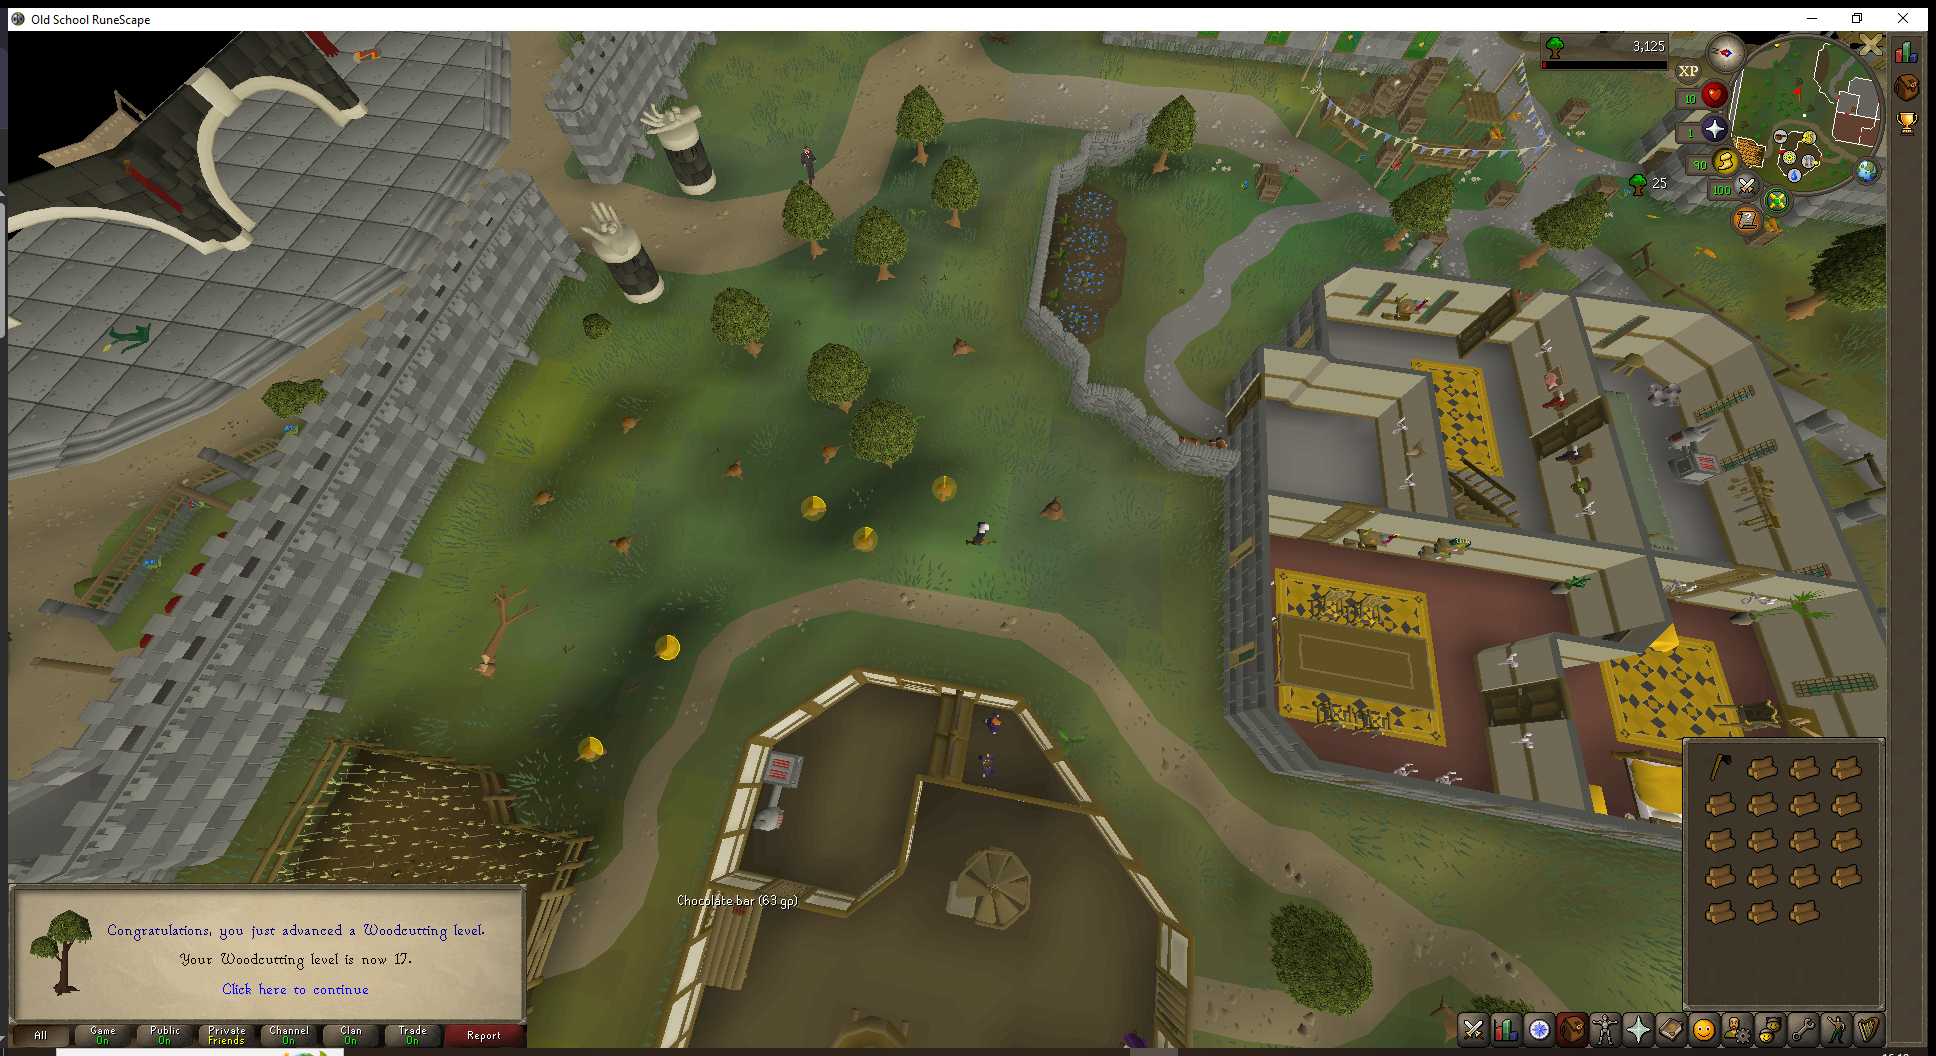 Old School RuneScape
3,125
XP
10
1
90
100
25
Chocolate bar (63 gp)
Congratulations, you just advanced a Woodcutting level.
Your Woodcutting level is now 17.
Click here to continue
All
Game
On
Public
On
Private
Friends
Channel
On
Clan
On
Trade
On
Report